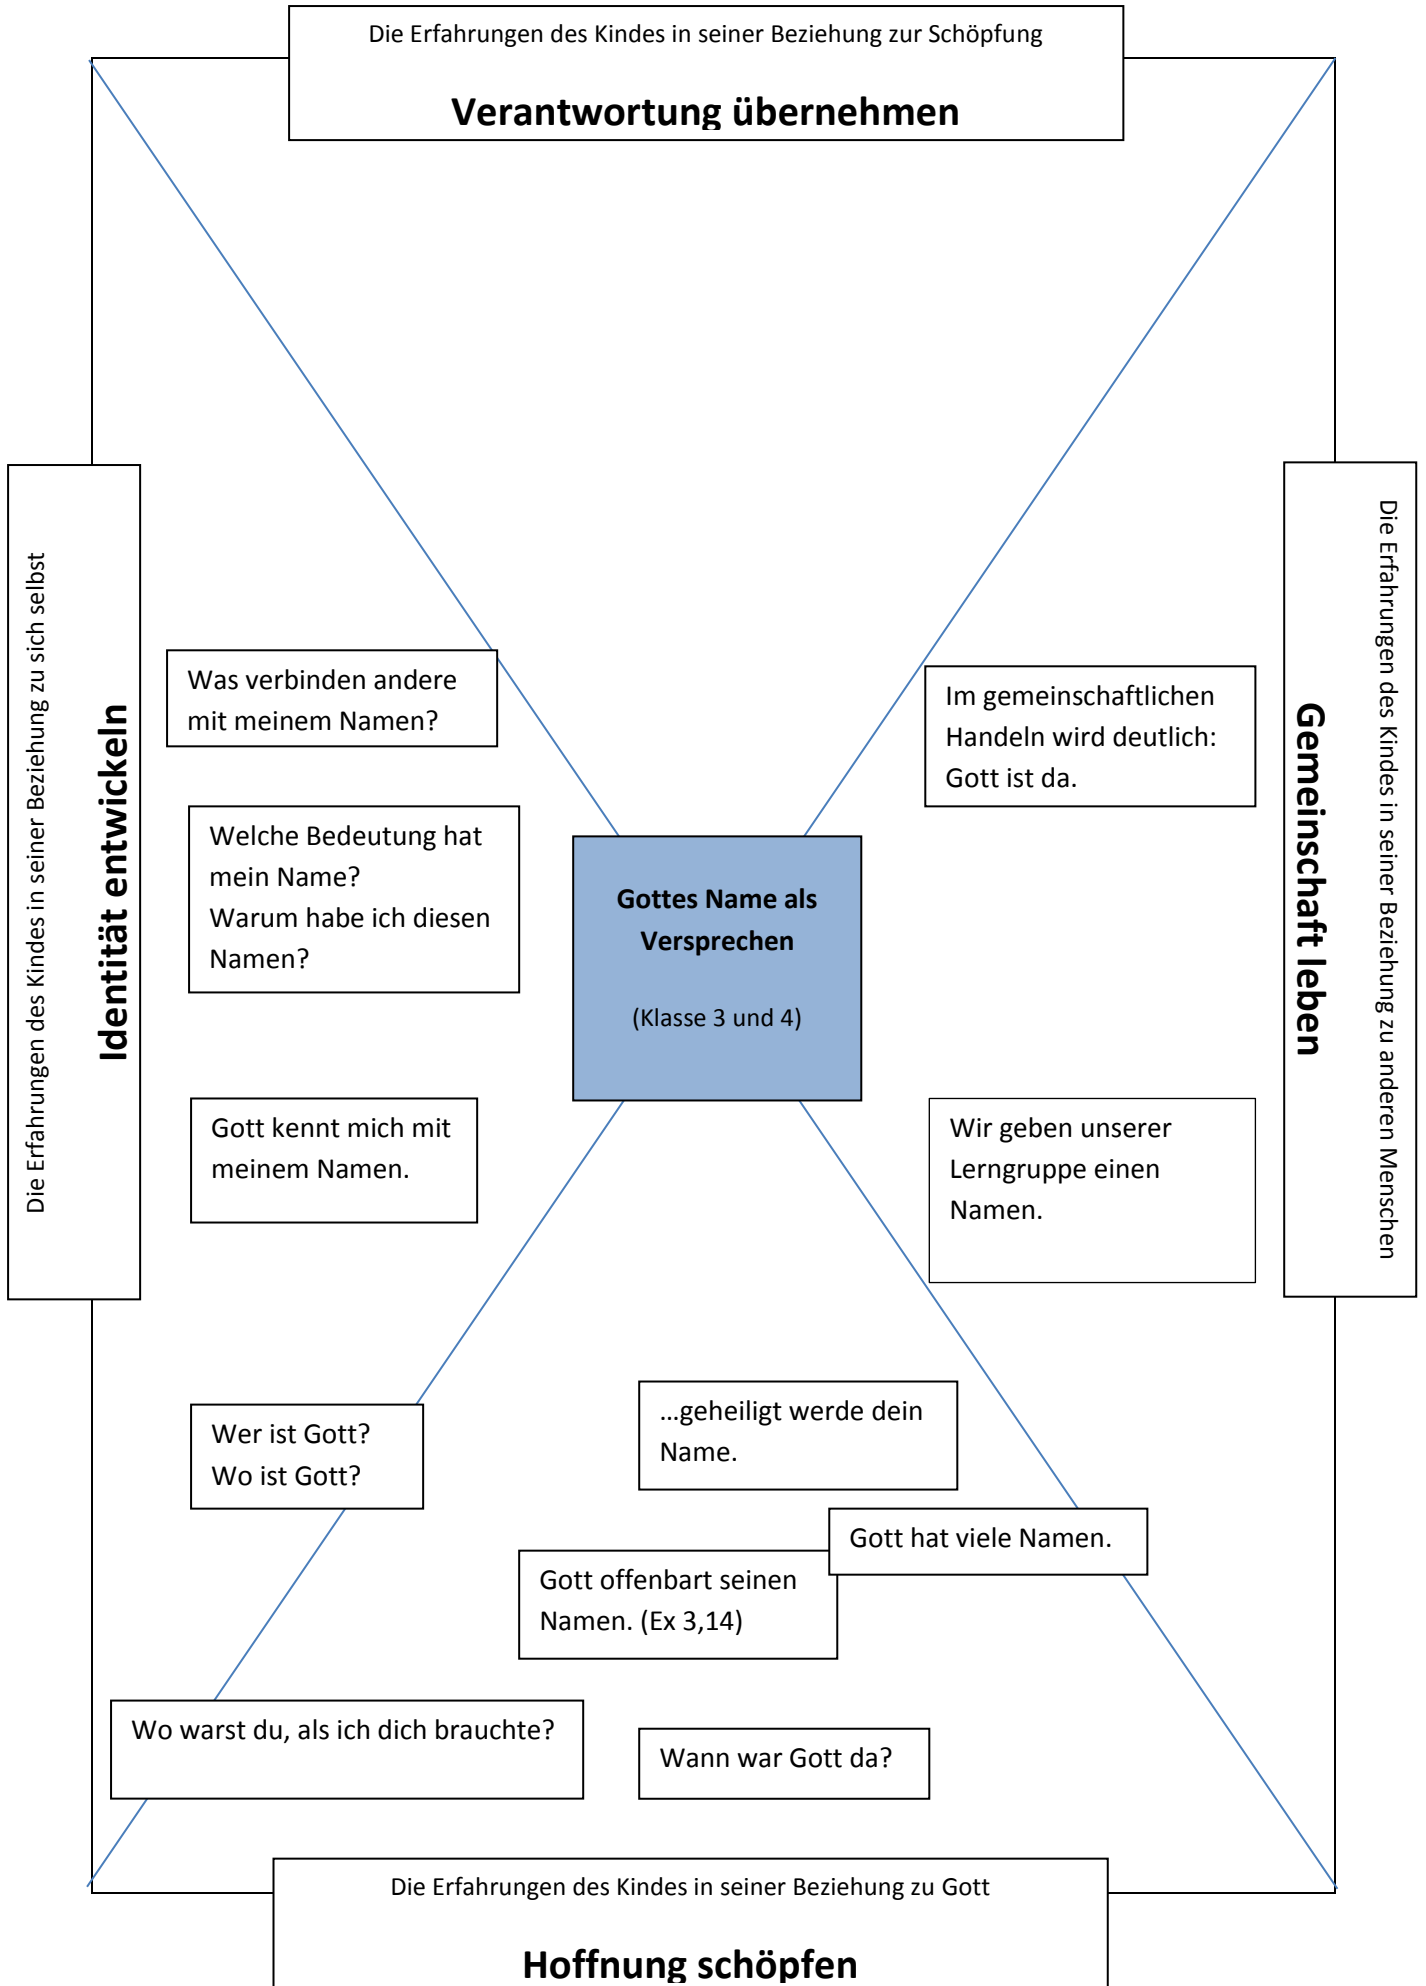 Die Erfahrungen des Kindes in seiner Beziehung zur Schöpfung
Verantwortung übernehmen
Die Erfahrungen des Kindes in seiner Beziehung zu sich selbst
Identität entwickeln
Die Erfahrungen des Kindes in seiner Beziehung zu anderen Menschen
Gemeinschaft leben
Was verbinden andere
mit meinem Namen?
Im gemeinschaftlichen
Handeln wird deutlich:
Gott ist da.
Welche Bedeutung hat
mein Name?
Warum habe ich diesen
Namen?
Gottes Name als
Versprechen
(Klasse 3 und 4)
Gott kennt mich mit
meinem Namen.
Wir geben unserer
Lerngruppe einen
Namen.
Wer ist Gott?
Wo ist Gott?
…geheiligt werde dein
Name.
Gott hat viele Namen.
Gott offenbart seinen
Namen. (Ex 3,14)
Wo warst du, als ich dich brauchte?
Wann war Gott da?
Die Erfahrungen des Kindes in seiner Beziehung zu Gott
Hoffnung schöpfen